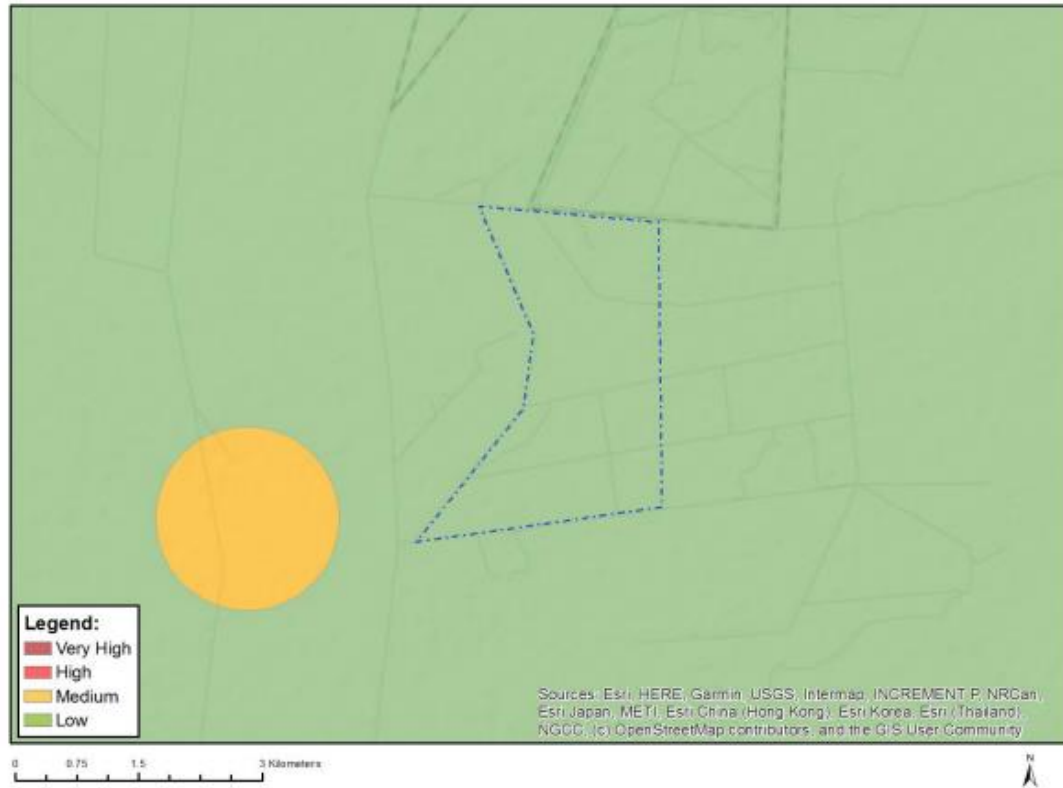 Legend:
Very High
High
Medium
Low
Sources: Esri, HERE, Garmin, USGS, Intermap, INCREMENT P, NRCan,
Esri Japan, METI, Esri China (Hong Kong), Esri Korea, Esri (Thailand),
NGCC, (c) OpenStreetMap contributors, and the GIS User Community
0 0.75 1.5 3 Kilometers
N